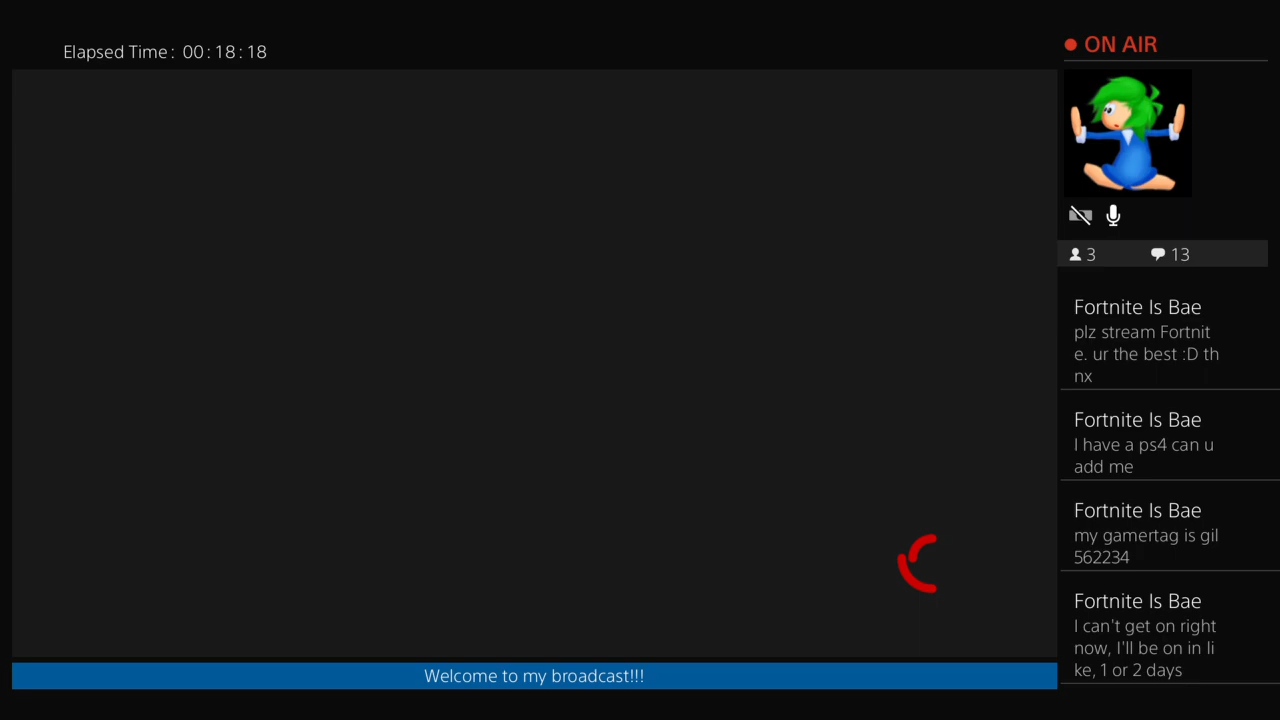 Elapsed Time: 00:18:18
ON AIR
3 13
Fortnite Is Bae
plz stream Fortnit
e. ur the best :D th
nx
Fortnite Is Bae
I have a ps4 can u
add me
Fortnite Is Bae
my gamertag is gil
562234
Fortnite Is Bae
I can't get on right
now, I'll be on in li
ke, 1 or 2 days
Welcome to my broadcast!!!